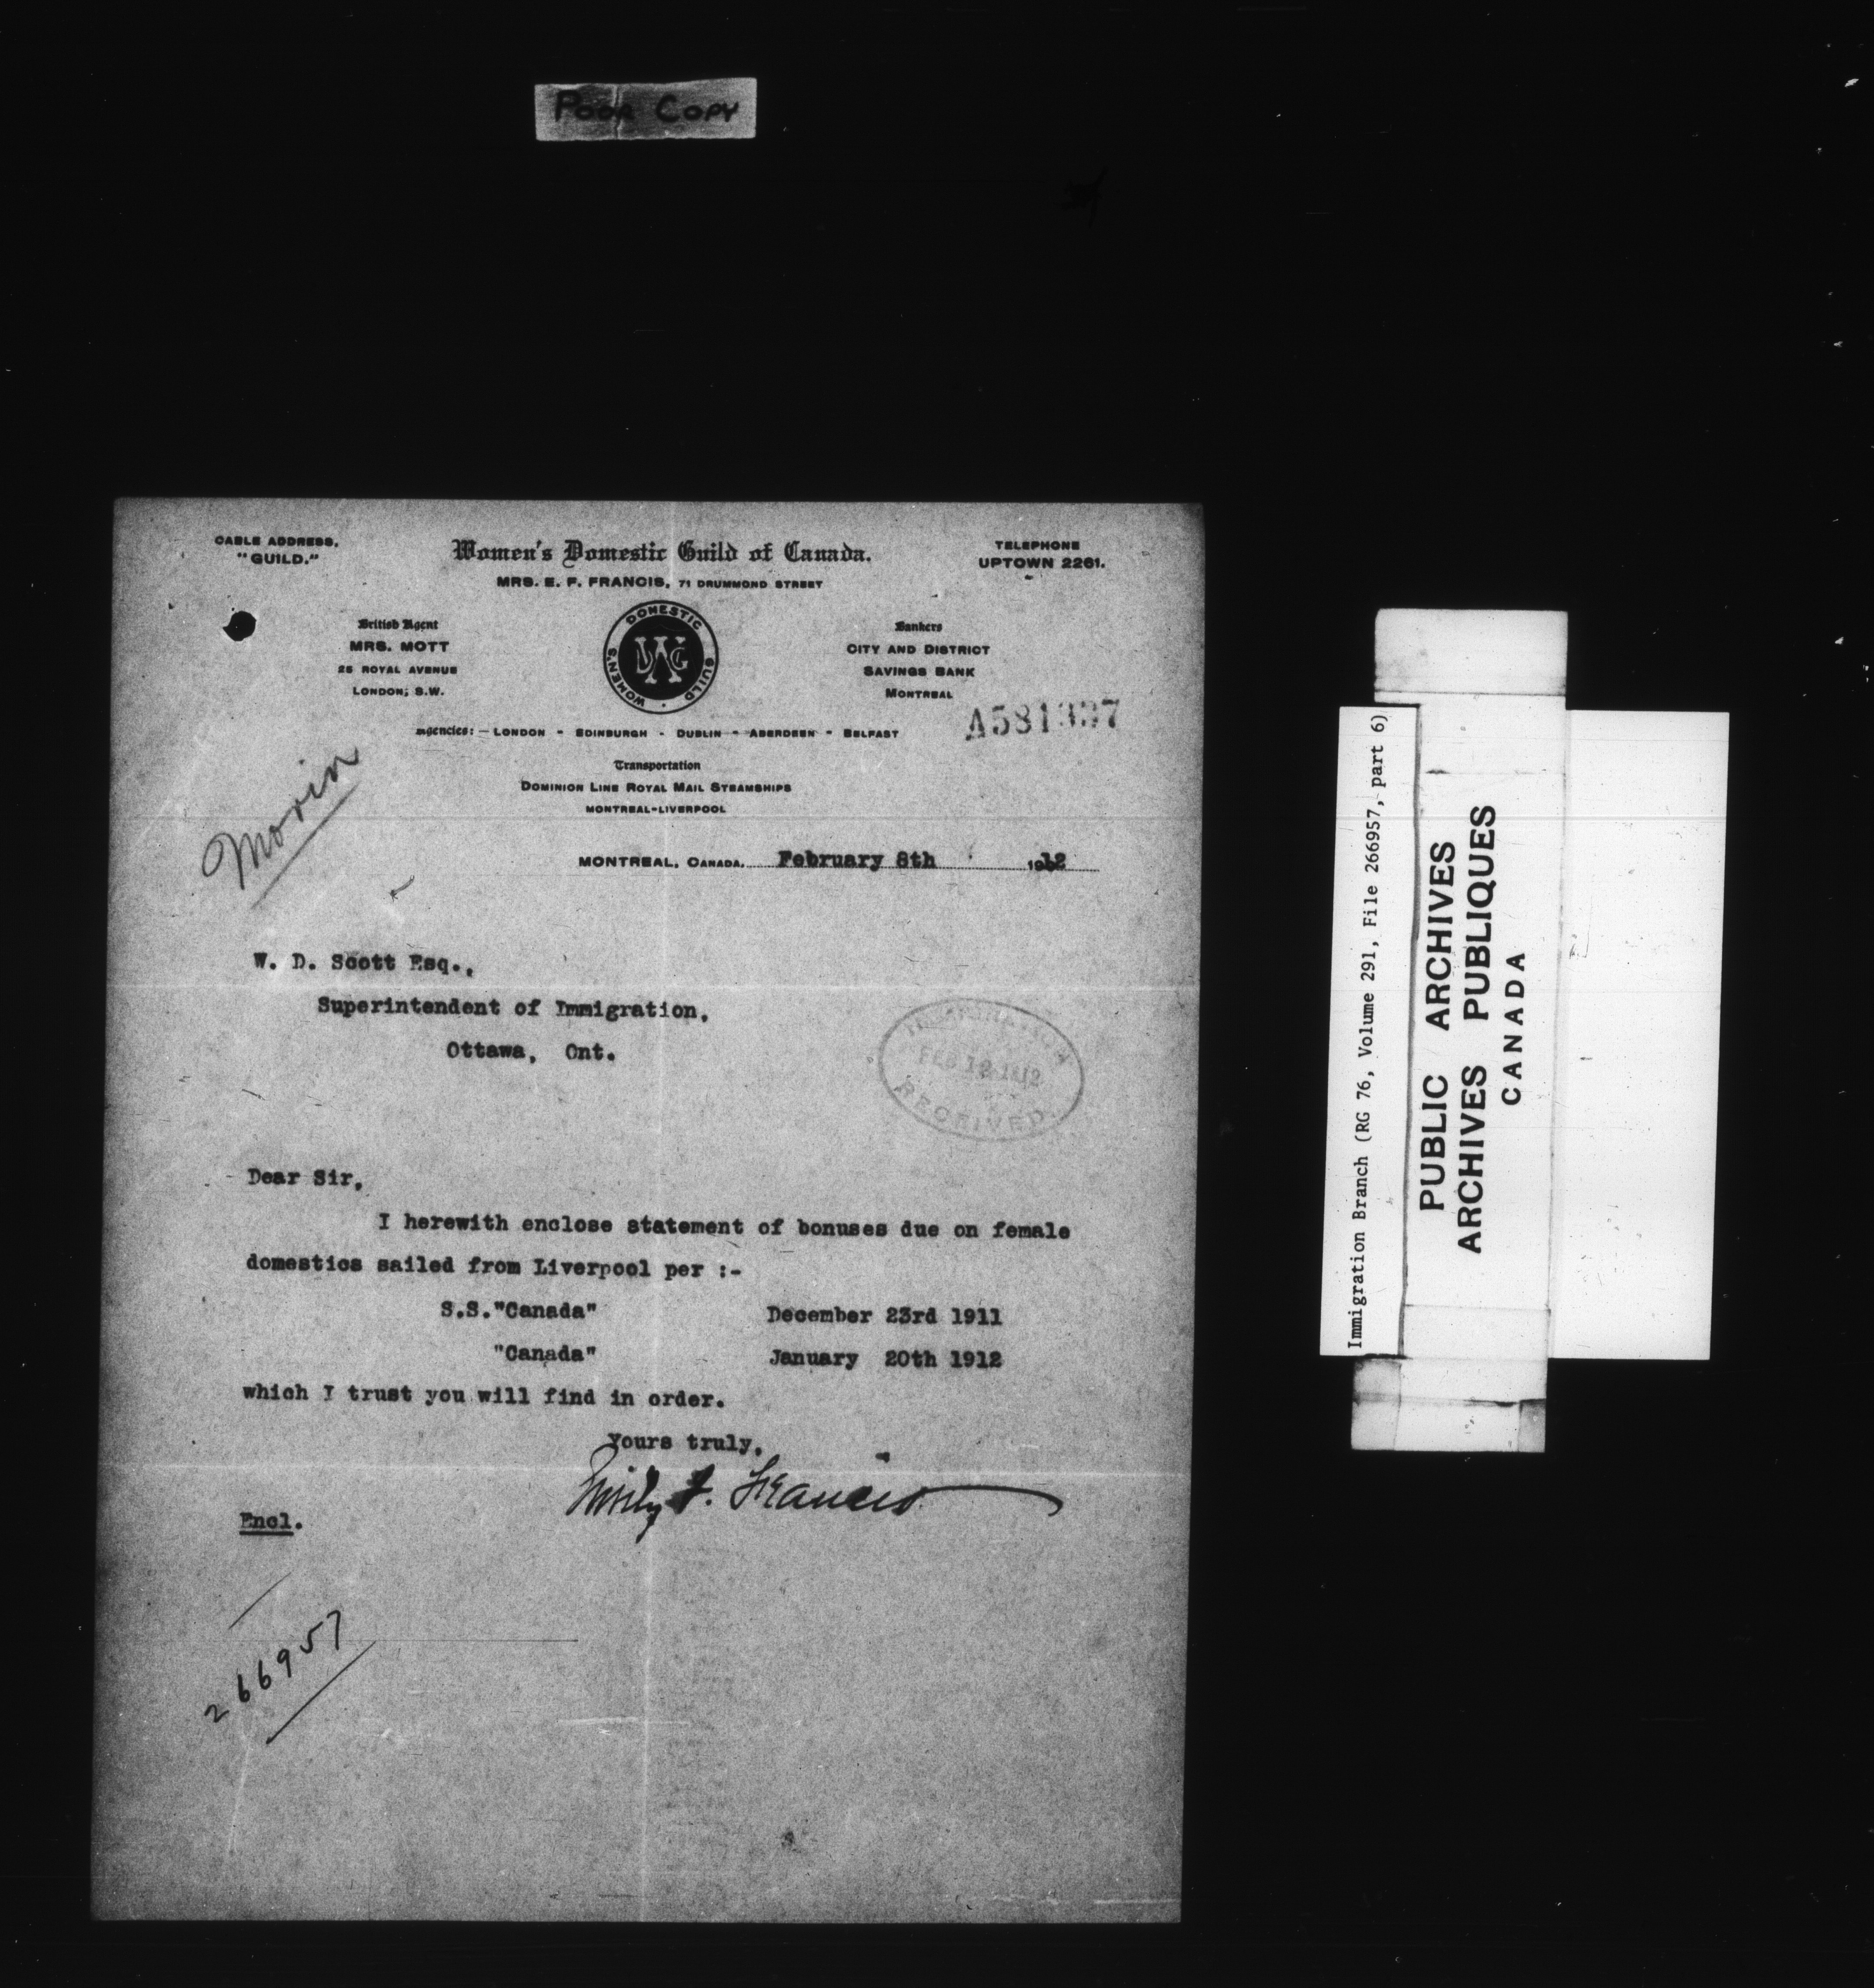 POOR COPY
CABLE ADDRESS,
"GUILD."
Women's Domestic Guild of Canada.
MRS. E. F. FRANCIS, 71 DRUMMOND STREET
TELEPHONE
UPTOWN 2261.
British Agent
MRS. MOTT
25 ROYAL AVENUE
LONDON, S.W.
WOMEN'S DOMESTIC GUILD
WDG
Bankers
CITY AND DISTRICT
SAVINGS BANK
MONTREAL
A581337
Agencies:— LONDON - EDINBURGH - DUBLIN - ABERDEEN - BELFAST
Transportation
DOMINION LINE ROYAL MAIL STEAMSHIPS
MONTREAL-LIVERPOOL
Morin
MONTREAL, CANADA, February 8th 1912
W. D. Scott Esq.,
Superintendent of Immigration,
Ottawa, Ont.
IMMIGRATION
FEB 12 1912
RECEIVED
Dear Sir,
I herewith enclose statement of bonuses due on female
domestics sailed from Liverpool per :-
S.S."Canada" December 23rd 1911
"Canada" January 20th 1912
which I trust you will find in order.
Yours truly,
Emily F. Francis
Encl.
266957
Immigration Branch (RG 76, Volume 291, File 266957, part 6)
PUBLIC ARCHIVES
ARCHIVES PUBLIQUES
CANADA